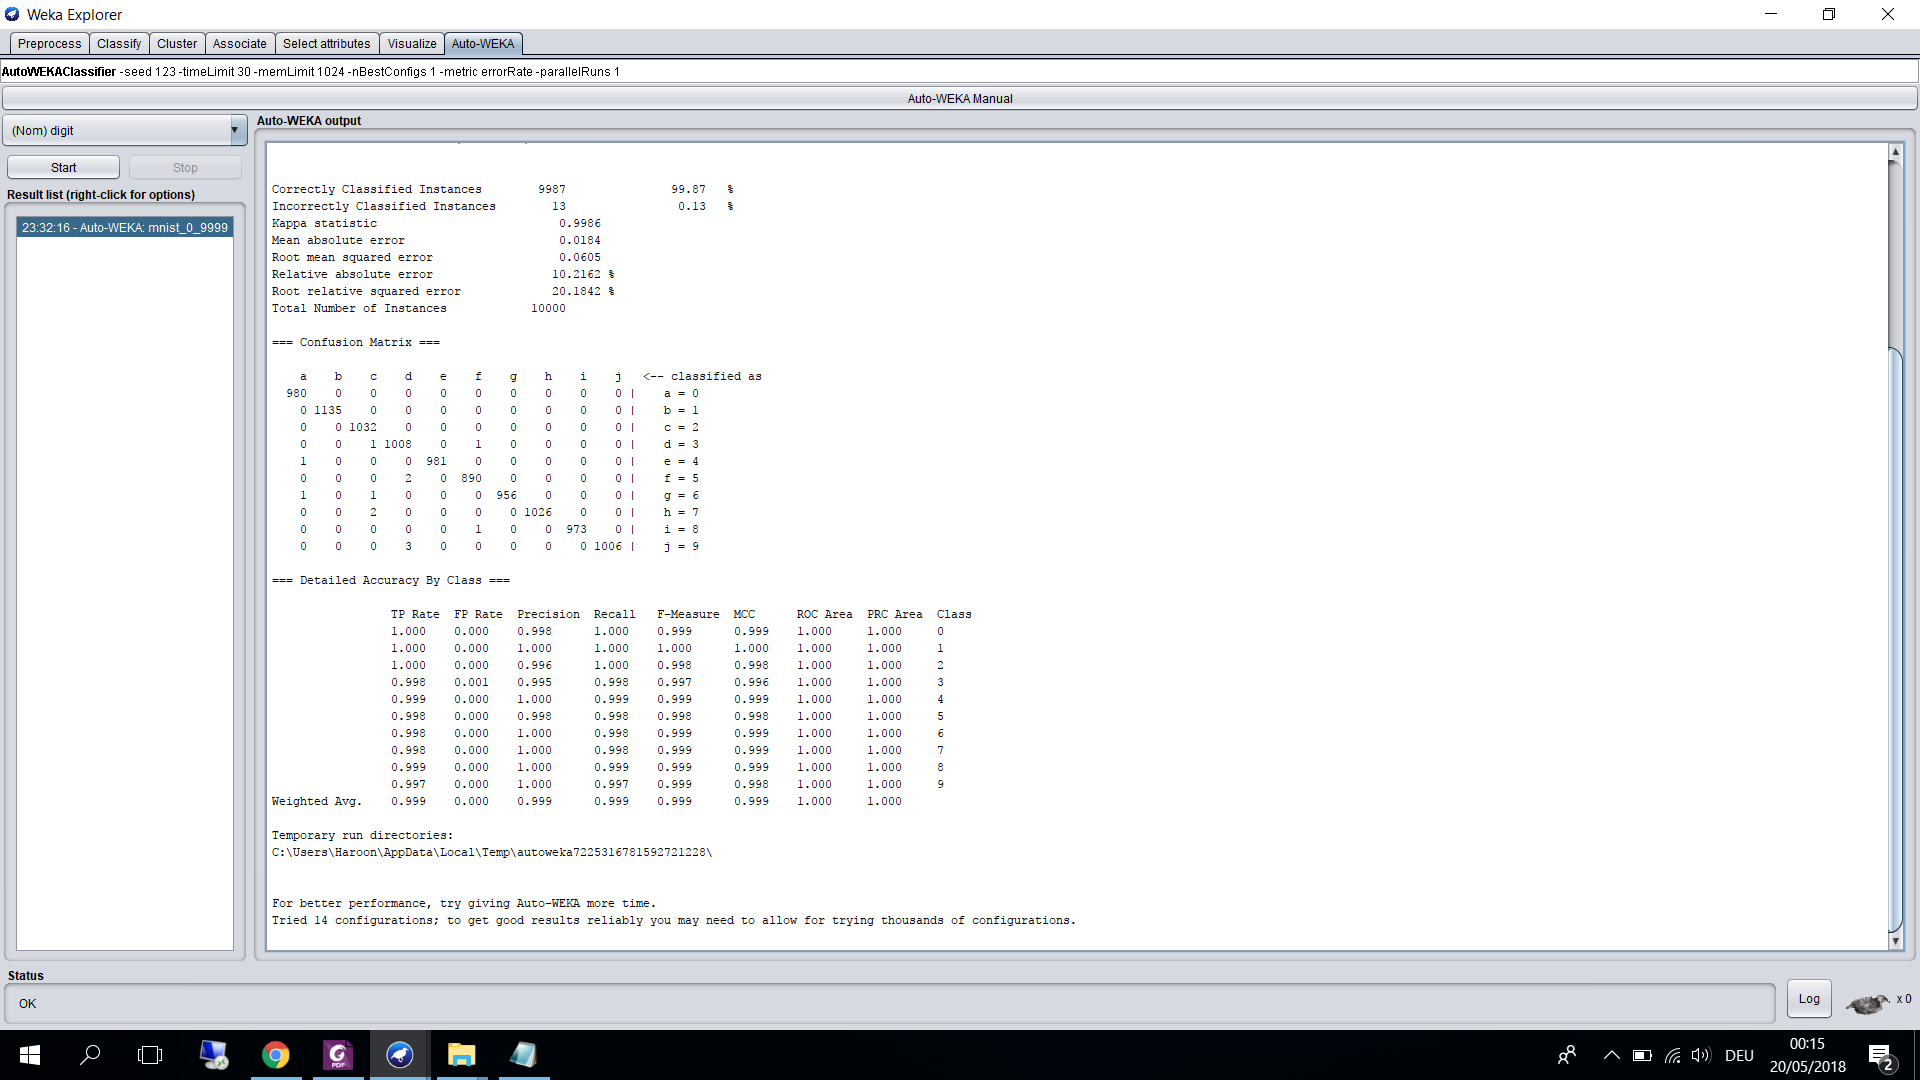 Weka Explorer
Preprocess Classify Cluster Associate Select attributes Visualize Auto-WEKA
AutoWEKAClassifier -seed 123 -timeLimit 30 -memLimit 1024 -nBestConfigs 1 -metric errorRate -parallelRuns 1
Auto-WEKA Manual
(Nom) digit
Start Stop
Result list (right-click for options)
23:32:16 - Auto-WEKA: mnist_0_9999
Auto-WEKA output
Correctly Classified Instances 9987 99.87 %
Incorrectly Classified Instances 13 0.13 %
Kappa statistic 0.9986
Mean absolute error 0.0184
Root mean squared error 0.0605
Relative absolute error 10.2162 %
Root relative squared error 20.1842 %
Total Number of Instances 10000
=== Confusion Matrix ===
a b c d e f g h i j <-- classified as
980 0 0 0 0 0 0 0 0 0 | a = 0
0 1135 0 0 0 0 0 0 0 0 | b = 1
0 0 1032 0 0 0 0 0 0 0 | c = 2
0 0 1 1008 0 1 0 0 0 0 | d = 3
1 0 0 0 981 0 0 0 0 0 | e = 4
0 0 0 2 0 890 0 0 0 0 | f = 5
1 0 1 0 0 0 956 0 0 0 | g = 6
0 0 2 0 0 0 0 1026 0 0 | h = 7
0 0 0 0 0 1 0 0 973 0 | i = 8
0 0 0 3 0 0 0 0 0 1006 | j = 9
=== Detailed Accuracy By Class ===
TP Rate FP Rate Precision Recall F-Measure MCC ROC Area PRC Area Class
1.000 0.000 0.998 1.000 0.999 0.999 1.000 1.000 0
1.000 0.000 1.000 1.000 1.000 1.000 1.000 1.000 1
1.000 0.000 0.996 1.000 0.998 0.998 1.000 1.000 2
0.998 0.001 0.995 0.998 0.997 0.996 1.000 1.000 3
0.999 0.000 1.000 0.999 0.999 0.999 1.000 1.000 4
0.998 0.000 0.998 0.998 0.998 0.998 1.000 1.000 5
0.998 0.000 1.000 0.998 0.999 0.999 1.000 1.000 6
0.998 0.000 1.000 0.998 0.999 0.999 1.000 1.000 7
0.999 0.000 1.000 0.999 0.999 0.999 1.000 1.000 8
0.997 0.000 1.000 0.997 0.999 0.998 1.000 1.000 9
Weighted Avg. 0.999 0.000 0.999 0.999 0.999 0.999 1.000 1.000
Temporary run directories:
C:\Users\Haroon\AppData\Local\Temp\autoweka7225316781592721228\
For better performance, try giving Auto-WEKA more time.
Tried 14 configurations; to get good results reliably you may need to allow for trying thousands of configurations.
Status
OK
Log
x 0
PDF
DEU
00:15
20/05/2018
2